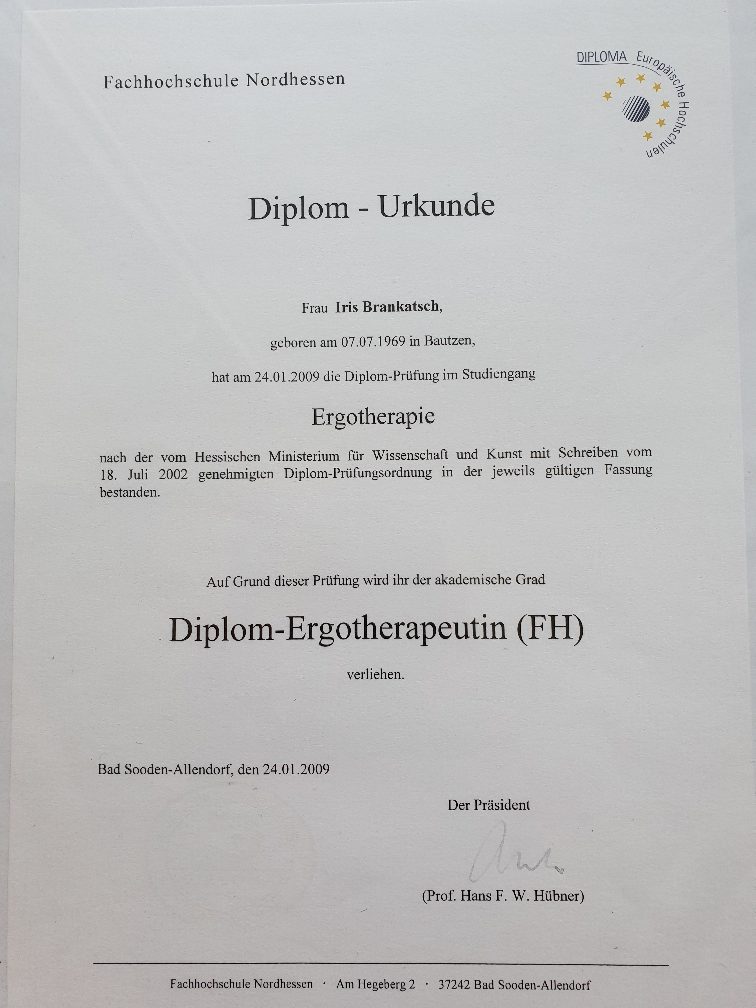 Fachhochschule Nordhessen
DIPLOMA Europäische Hochschulen
Diplom - Urkunde
Frau Iris Brankatsch,
geboren am 07.07.1969 in Bautzen,
hat am 24.01.2009 die Diplom-Prüfung im Studiengang
Ergotherapie
nach der vom Hessischen Ministerium für Wissenschaft und Kunst mit Schreiben vom
18. Juli 2002 genehmigten Diplom-Prüfungsordnung in der jeweils gültigen Fassung
bestanden.
Auf Grund dieser Prüfung wird ihr der akademische Grad
Diplom-Ergotherapeutin (FH)
verliehen.
Bad Sooden-Allendorf, den 24.01.2009
Der Präsident
(Prof. Hans F. W. Hübner)
Fachhochschule Nordhessen · Am Hegeberg 2 · 37242 Bad Sooden-Allendorf